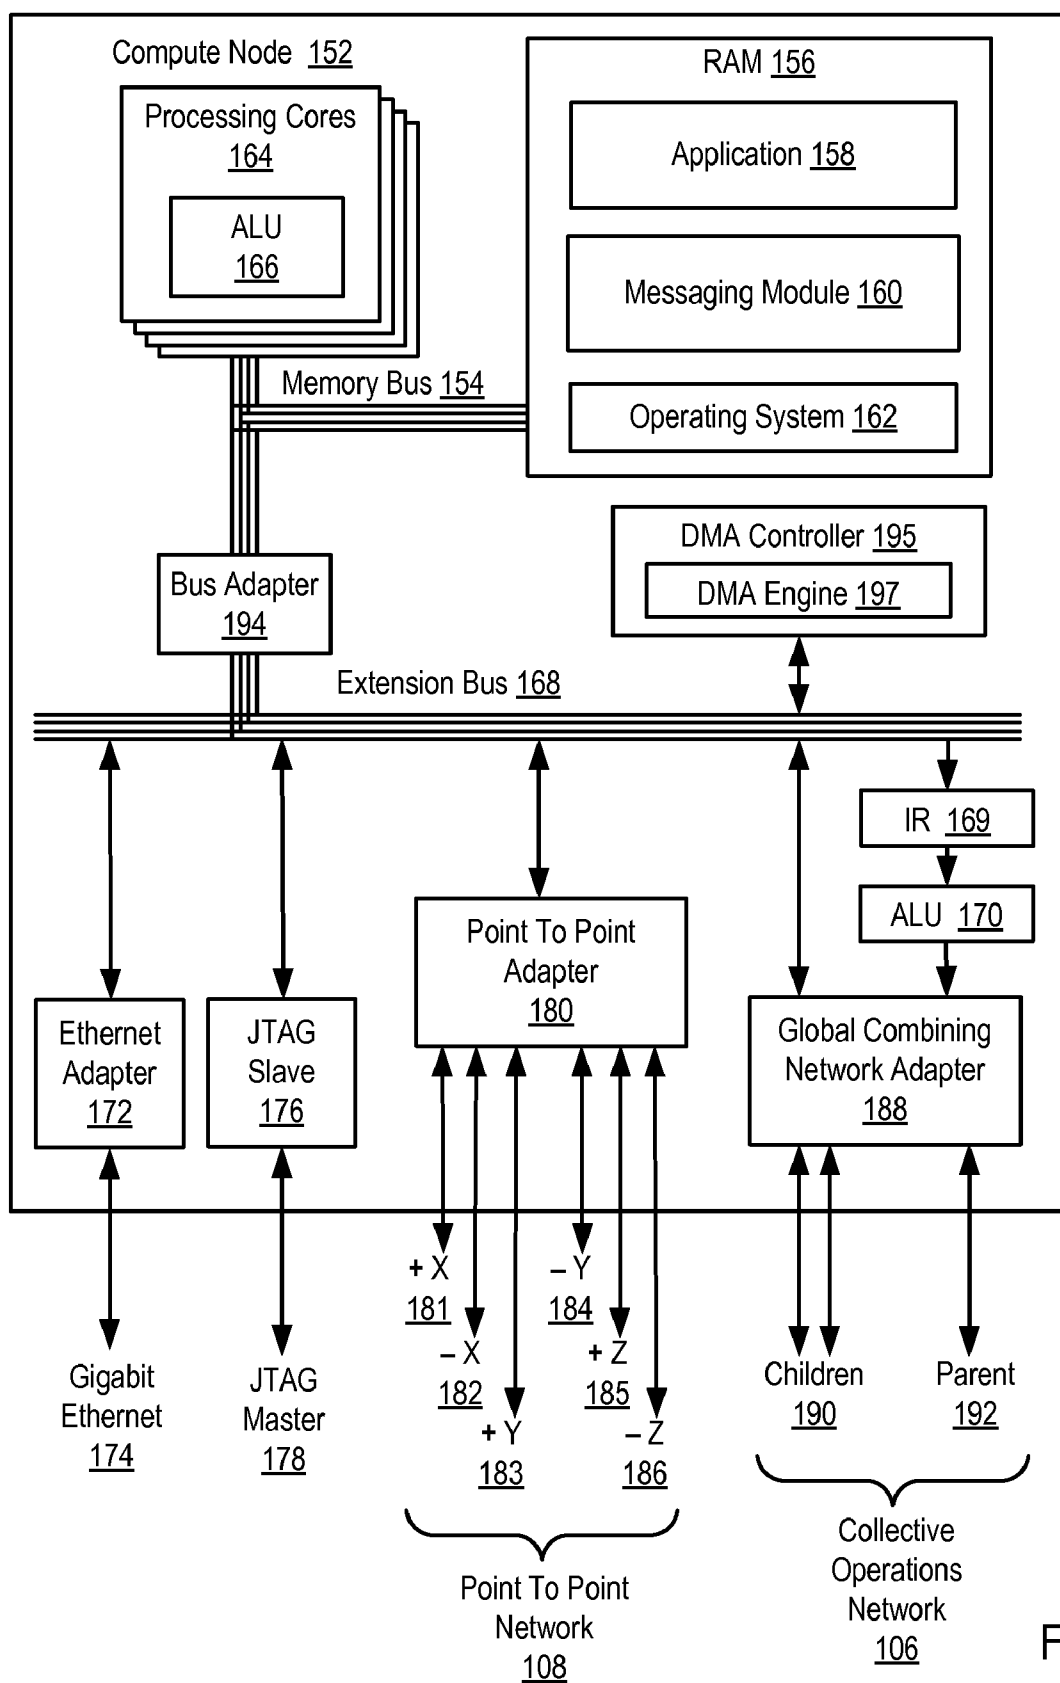 Compute Node 152
Processing Cores
164
ALU
166
RAM 156
Application 158
Messaging Module 160
Operating System 162
Memory Bus 154
DMA Controller 195
DMA Engine 197
Bus Adapter
194
Extension Bus 168
IR 169
ALU 170
Point To Point
Adapter
180
Ethernet
Adapter
172
JTAG
Slave
176
Global Combining
Network Adapter
188
+ X
181
– X
182
+ Y
183
– Y
184
+ Z
185
– Z
186
Gigabit
Ethernet
174
JTAG
Master
178
Children
190
Parent
192
Point To Point
Network
108
Collective
Operations
Network
106
F